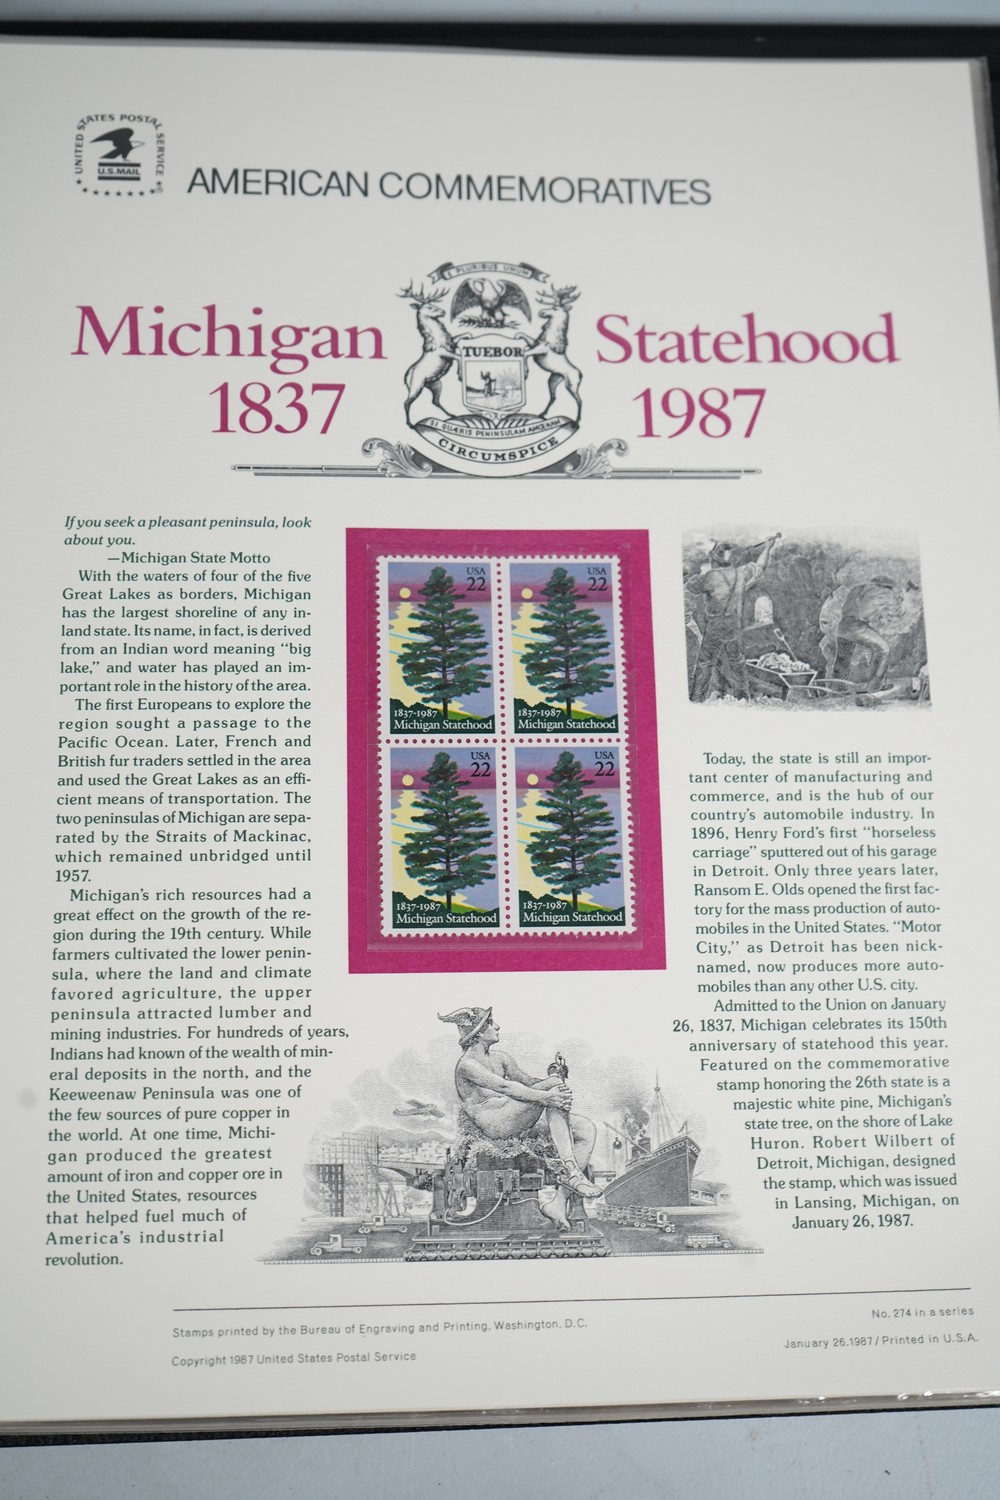 UNITED STATES POSTAL SERVICE
U.S.MAIL
AMERICAN COMMEMORATIVES
E PLURIBUS UNUM
TUEBOR
SI QUÆRIS PENINSULAM AMŒNAM
CIRCUMSPICE
Michigan Statehood
1837 1987
If you seek a pleasant peninsula, look
about you.
—Michigan State Motto
With the waters of four of the five
Great Lakes as borders, Michigan
has the largest shoreline of any in-
land state. Its name, in fact, is derived
from an Indian word meaning "big
lake," and water has played an im-
portant role in the history of the area.
The first Europeans to explore the
region sought a passage to the
Pacific Ocean. Later, French and
British fur traders settled in the area
and used the Great Lakes as an effi-
cient means of transportation. The
two peninsulas of Michigan are sepa-
rated by the Straits of Mackinac,
which remained unbridged until
1957.
Michigan's rich resources had a
great effect on the growth of the re-
gion during the 19th century. While
farmers cultivated the lower penin-
sula, where the land and climate
favored agriculture, the upper
peninsula attracted lumber and
mining industries. For hundreds of years,
Indians had known of the wealth of min-
eral deposits in the north, and the
Keeweenaw Peninsula was one of
the few sources of pure copper in
the world. At one time, Michi-
gan produced the greatest
amount of iron and copper ore in
the United States, resources
that helped fuel much of
America's industrial
revolution.
USA
22
1837-1987
Michigan Statehood
USA
22
1837-1987
Michigan Statehood
USA
22
1837-1987
Michigan Statehood
USA
22
1837-1987
Michigan Statehood
Today, the state is still an impor-
tant center of manufacturing and
commerce, and is the hub of our
country's automobile industry. In
1896, Henry Ford's first "horseless
carriage" sputtered out of his garage
in Detroit. Only three years later,
Ransom E. Olds opened the first fac-
tory for the mass production of auto-
mobiles in the United States. "Motor
City," as Detroit has been nick-
named, now produces more auto-
mobiles than any other U.S. city.
Admitted to the Union on January
26, 1837, Michigan celebrates its 150th
anniversary of statehood this year.
Featured on the commemorative
stamp honoring the 26th state is a
majestic white pine, Michigan's
state tree, on the shore of Lake
Huron. Robert Wilbert of
Detroit, Michigan, designed
the stamp, which was issued
in Lansing, Michigan, on
January 26, 1987.
Stamps printed by the Bureau of Engraving and Printing, Washington, D.C.
Copyright 1987 United States Postal Service
No. 274 in a series
January 26,1987/Printed in U.S.A.